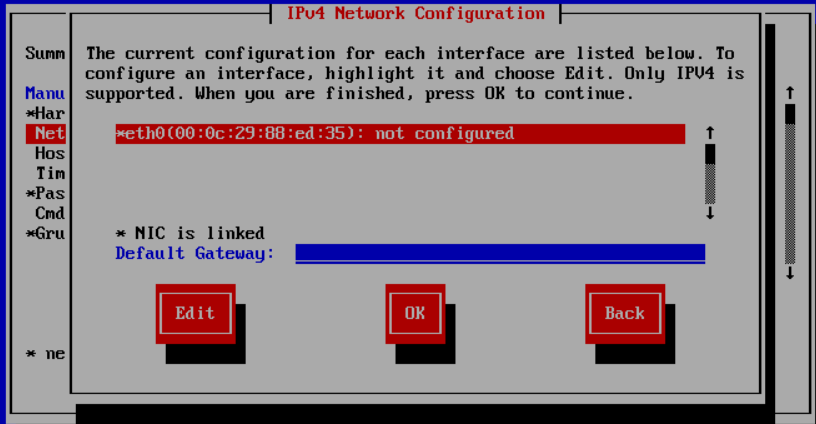 IPv4 Network Configuration
Summ
The current configuration for each interface are listed below. To
configure an interface, highlight it and choose Edit. Only IPV4 is
Manu
supported. When you are finished, press OK to continue.
*Har
Net
*eth0(00:0c:29:88:ed:35): not configured
Hos
Tim
*Pas
Cmd
*Gru
* NIC is linked
Default Gateway:
Edit
OK
Back
* ne